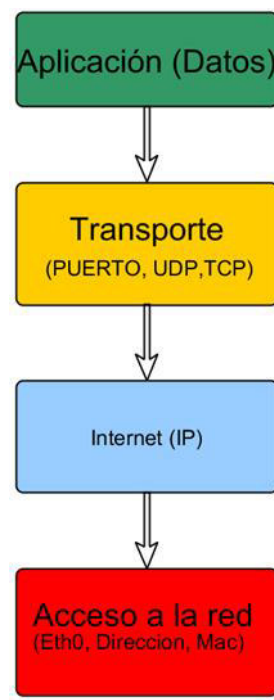 Aplicación (Datos)
Transporte
(PUERTO, UDP,TCP)
Internet (IP)
Acceso a la red
(Eth0, Direccion, Mac)